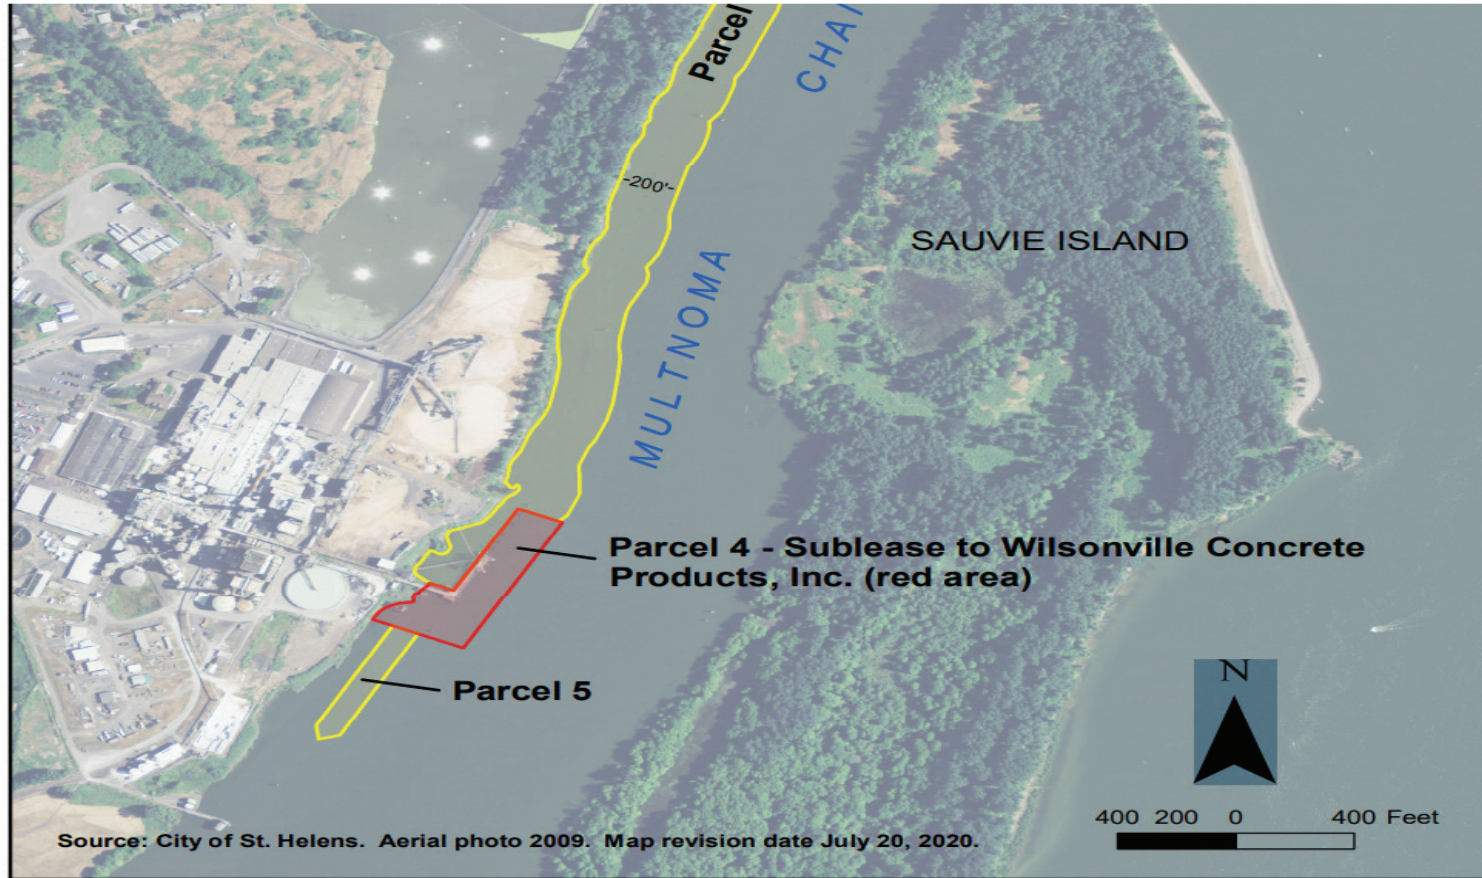 Parcel
CHA
-200'-
SAUVIE ISLAND
MULTNOMA
Parcel 4 - Sublease to Wilsonville Concrete
Products, Inc. (red area)
Parcel 5
N
400 200 0 400 Feet
Source: City of St. Helens. Aerial photo 2009. Map revision date July 20, 2020.